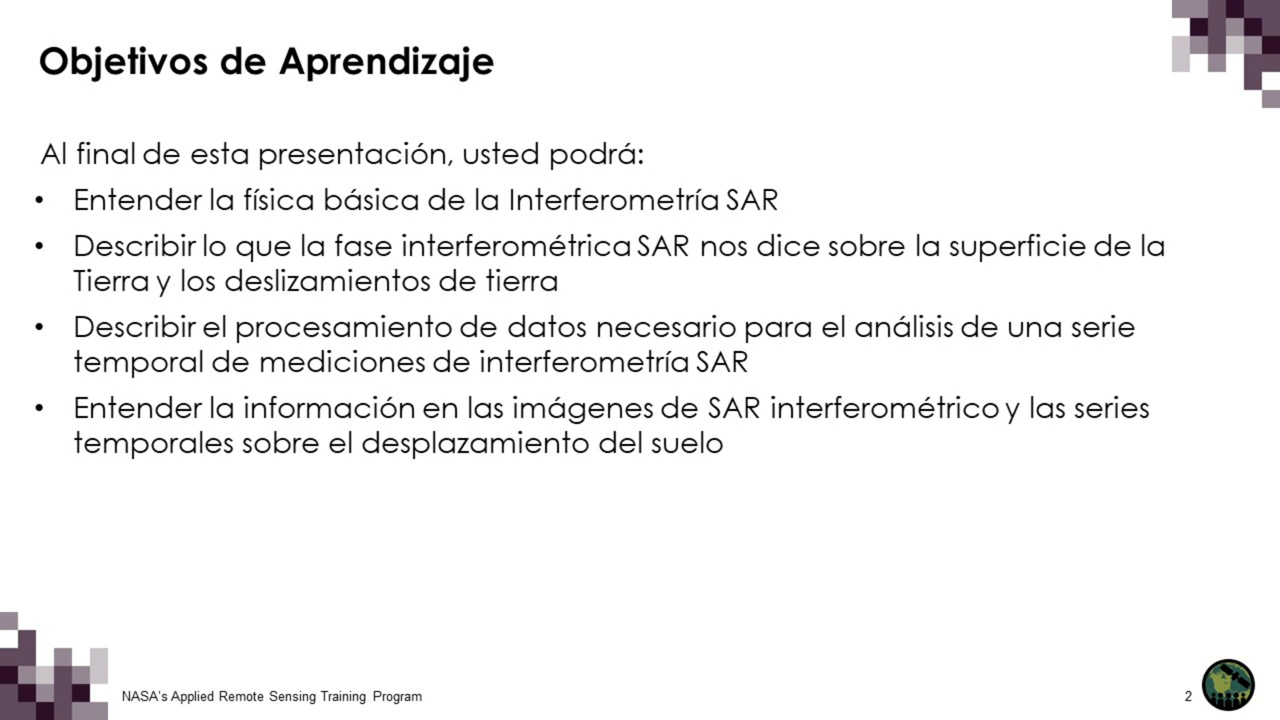 Objetivos de Aprendizaje
Al final de esta presentación, usted podrá:
• Entender la física básica de la Interferometría SAR
• Describir lo que la fase interferométrica SAR nos dice sobre la superficie de la
Tierra y los deslizamientos de tierra
• Describir el procesamiento de datos necesario para el análisis de una serie
temporal de mediciones de interferometría SAR
• Entender la información en las imágenes de SAR interferométrico y las series
temporales sobre el desplazamiento del suelo
NASA's Applied Remote Sensing Training Program
2